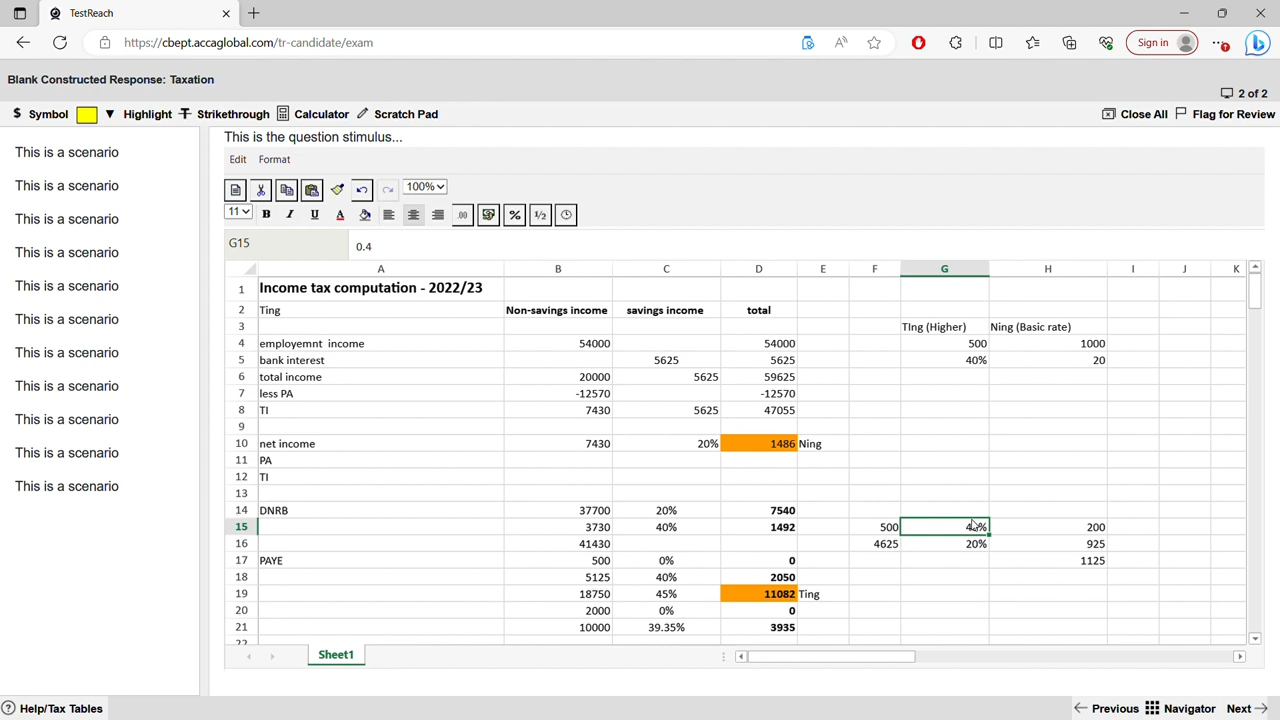 TestReach
https://cbept.accaglobal.com/tr-candidate/exam
Sign in
Blank Constructed Response: Taxation
2 of 2
$ Symbol Highlight Strikethrough Calculator Scratch Pad Close All Flag for Review
This is a scenario
This is a scenario
This is a scenario
This is a scenario
This is a scenario
This is a scenario
This is a scenario
This is a scenario
This is a scenario
This is a scenario
This is a scenario
This is the question stimulus...
Edit Format
100%
11 B I U A .00 % 1/2
G15 0.4
A B C D E F G H I J K
1 Income tax computation - 2022/23
2 Ting Non-savings income savings income total
3 TIng (Higher) Ning (Basic rate)
4 employemnt income 54000 54000 500 1000
5 bank interest 5625 5625 40% 20
6 total income 20000 5625 59625
7 less PA -12570 -12570
8 TI 7430 5625 47055
9
10 net income 7430 20% 1486 Ning
11 PA
12 TI
13
14 DNRB 37700 20% 7540
15 3730 40% 1492 500 200
16 41430 4625 20% 925
17 PAYE 500 0% 0 1125
18 5125 40% 2050
19 18750 45% 11082 Ting
20 2000 0% 0
21 10000 39.35% 3935
22
Sheet1
Help/Tax Tables Previous Navigator Next